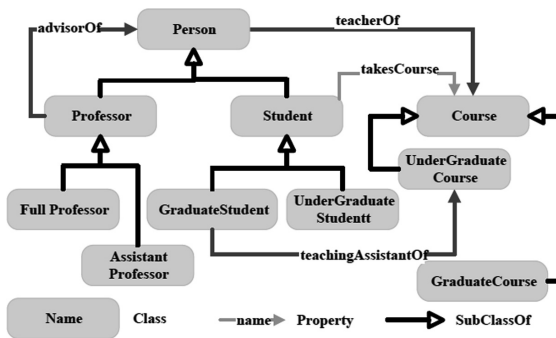 advisorOf
Person
teacherOf
takesCourse
Professor
Student
Course
UnderGraduate
Course
Full Professor
GraduateStudent
UnderGraduate
Studentt
Assistant
Professor
teachingAssistantOf
GraduateCourse
Name
Class
name
Property
SubClassOf